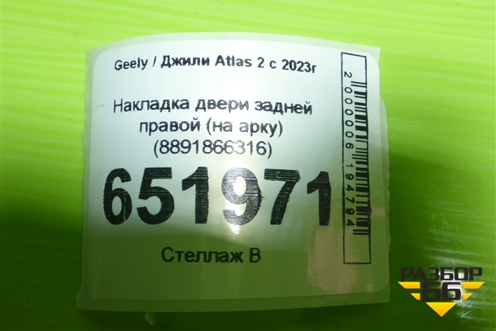 Geely / Джили Atlas 2 с 2023г
Накладка двери задней
правой (на арку)
(8891866316)
651971
Стеллаж В
2000006194794
РАЗБОР
66